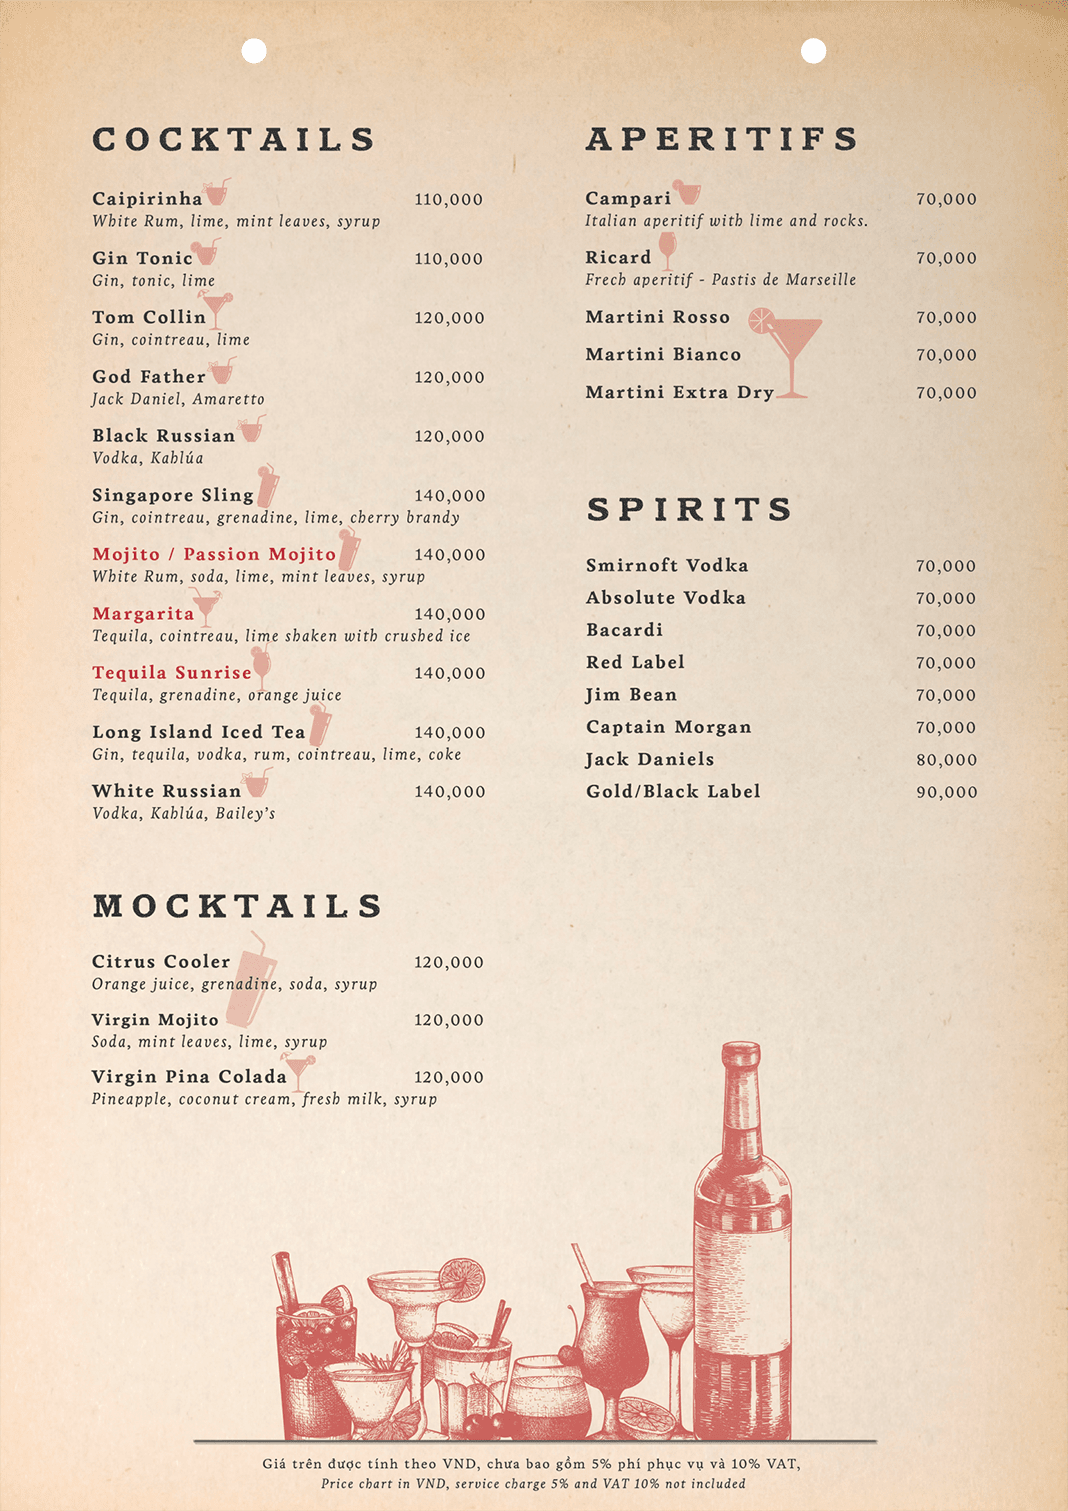 COCKTAILS
Caipirinha 110,000
White Rum, lime, mint leaves, syrup
Gin Tonic 110,000
Gin, tonic, lime
Tom Collin 120,000
Gin, cointreau, lime
God Father 120,000
Jack Daniel, Amaretto
Black Russian 120,000
Vodka, Kahlúa
Singapore Sling 140,000
Gin, cointreau, grenadine, lime, cherry brandy
Mojito / Passion Mojito 140,000
White Rum, soda, lime, mint leaves, syrup
Margarita 140,000
Tequila, cointreau, lime shaken with crushed ice
Tequila Sunrise 140,000
Tequila, grenadine, orange juice
Long Island Iced Tea 140,000
Gin, tequila, vodka, rum, cointreau, lime, coke
White Russian 140,000
Vodka, Kahlúa, Bailey's
MOCKTAILS
Citrus Cooler 120,000
Orange juice, grenadine, soda, syrup
Virgin Mojito 120,000
Soda, mint leaves, lime, syrup
Virgin Pina Colada 120,000
Pineapple, coconut cream, fresh milk, syrup
APERITIFS
Campari 70,000
Italian aperitif with lime and rocks.
Ricard 70,000
Frech aperitif - Pastis de Marseille
Martini Rosso 70,000
Martini Bianco 70,000
Martini Extra Dry 70,000
SPIRITS
Smirnoft Vodka 70,000
Absolute Vodka 70,000
Bacardi 70,000
Red Label 70,000
Jim Bean 70,000
Captain Morgan 70,000
Jack Daniels 80,000
Gold/Black Label 90,000
Giá trên được tính theo VND, chưa bao gồm 5% phí phục vụ và 10% VAT,
Price chart in VND, service charge 5% and VAT 10% not included